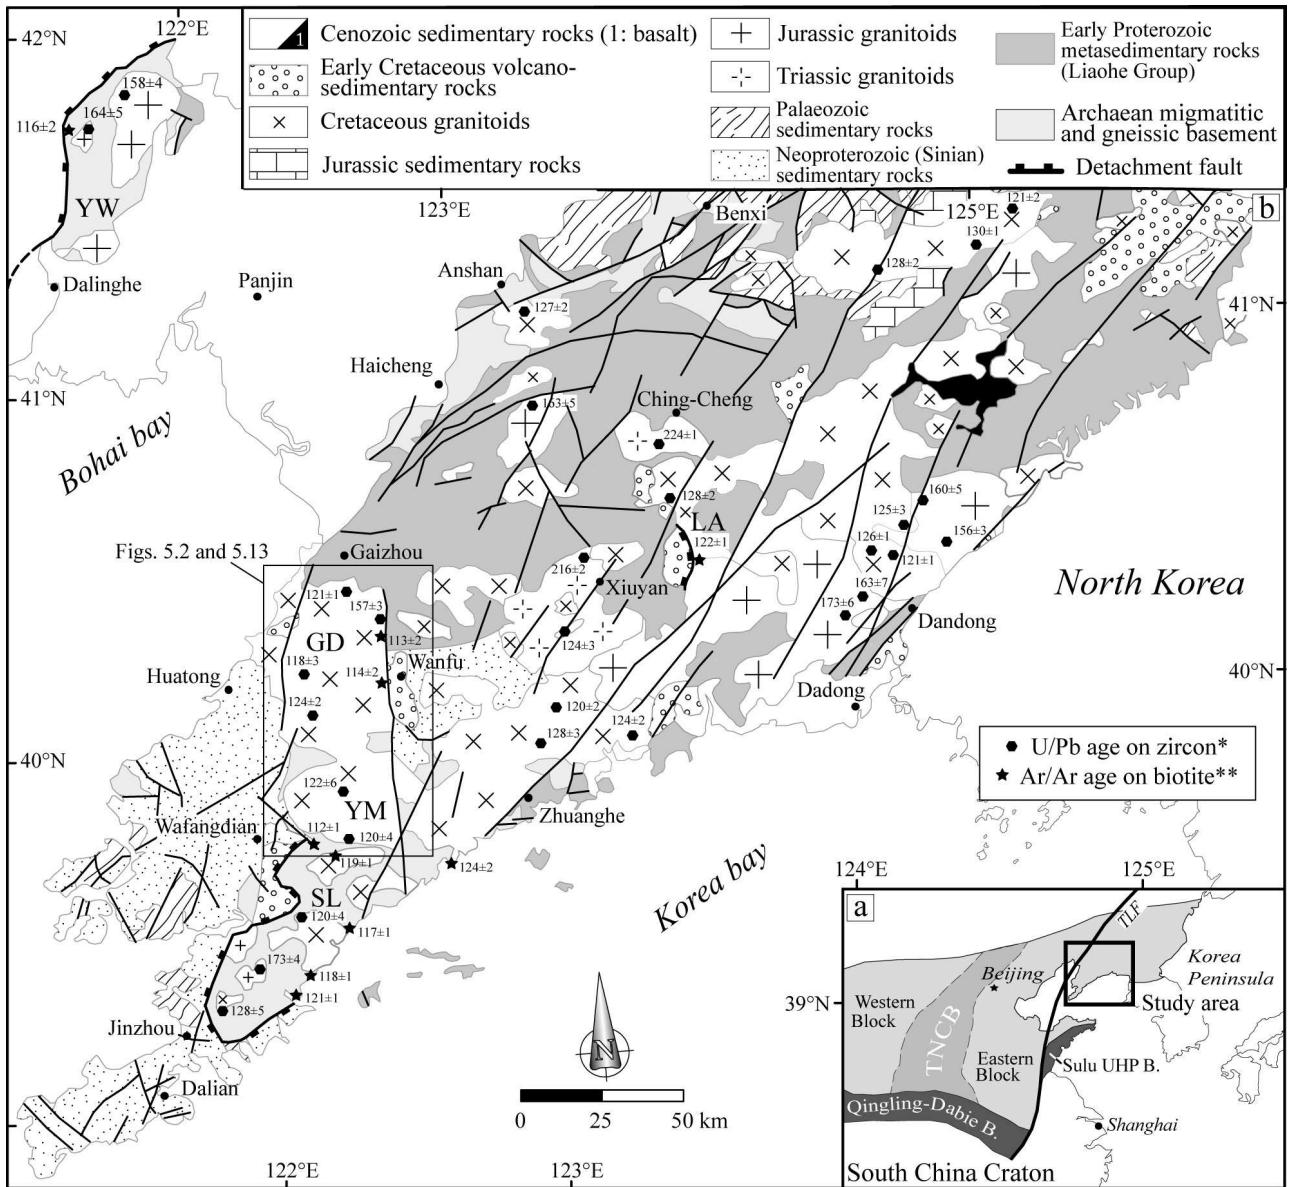 42°N
122°E
1
Cenozoic sedimentary rocks (1: basalt)
Early Cretaceous volcano-
sedimentary rocks
Cretaceous granitoids
Jurassic sedimentary rocks
Jurassic granitoids
Triassic granitoids
Palaeozoic
sedimentary rocks
Neoproterozoic (Sinian)
sedimentary rocks
Early Proterozoic
metasedimentary rocks
(Liaohe Group)
Archaean migmatitic
and gneissic basement
Detachment fault
158±4
164±5
116±2
YW
Dalinghe
Panjin
123°E
125°E
b
Benxi
121±2
130±1
128±2
Anshan
127±2
41°N
Haicheng
41°N
Ching-Cheng
163±5
224±1
Bohai bay
128±2
LA
122±1
160±5
125±3
156±3
126±1
121±1
163±7
173±6
North Korea
Figs. 5.2 and 5.13
Gaizhou
216±2
Xiuyan
Dandong
121±1
157±3
GD
113±2
124±3
118±3
114±2
Wanfu
Huatong
40°N
Dadong
124±2
120±2
124±2
128±3
U/Pb age on zircon*
Ar/Ar age on biotite**
40°N
122±6
YM
Zhuanghe
Wafangdian
112±1
120±4
119±1
124±2
Korea bay
SL
120±4
117±1
173±4
118±1
121±1
128±5
Jinzhou
Dalian
N
0
25
50 km
122°E
123°E
124°E
125°E
a
TLF
Korea
Peninsula
Beijing
Study area
39°N
Western
Block
TNCB
Eastern
Block
Sulu UHP B.
Qingling-Dabie B.
Shanghai
South China Craton